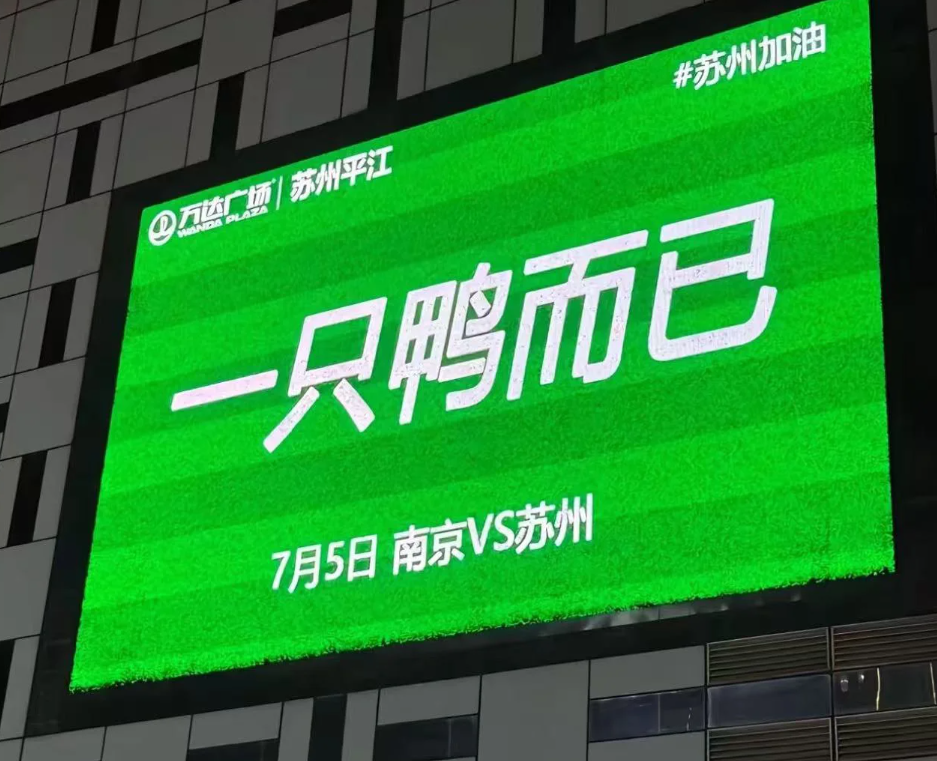 #苏州加油
万达广场 | 苏州平江
WANDA PLAZA
一只鸭而已
7月5日 南京VS苏州